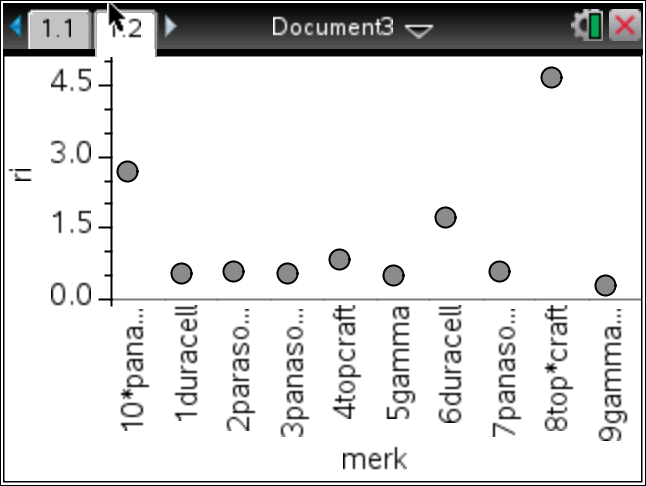 1.1
1.2
Document3
4.5
3.0
1.5
0.0
ri
10*pana...
1duracell
2paraso...
3panaso...
4topcraft
5gamma
6duracell
7panaso...
8top*craft
9gamma...
merk